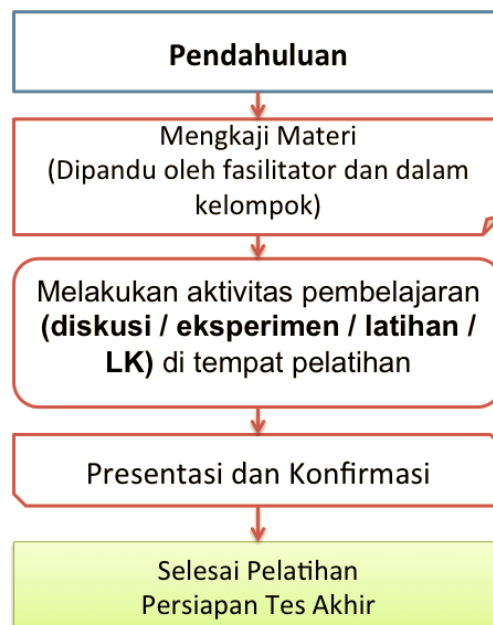 Pendahuluan
Mengkaji Materi
(Dipandu oleh fasilitator dan dalam
kelompok)
Melakukan aktivitas pembelajaran
(diskusi / eksperimen / latihan /
LK) di tempat pelatihan
Presentasi dan Konfirmasi
Selesai Pelatihan
Persiapan Tes Akhir